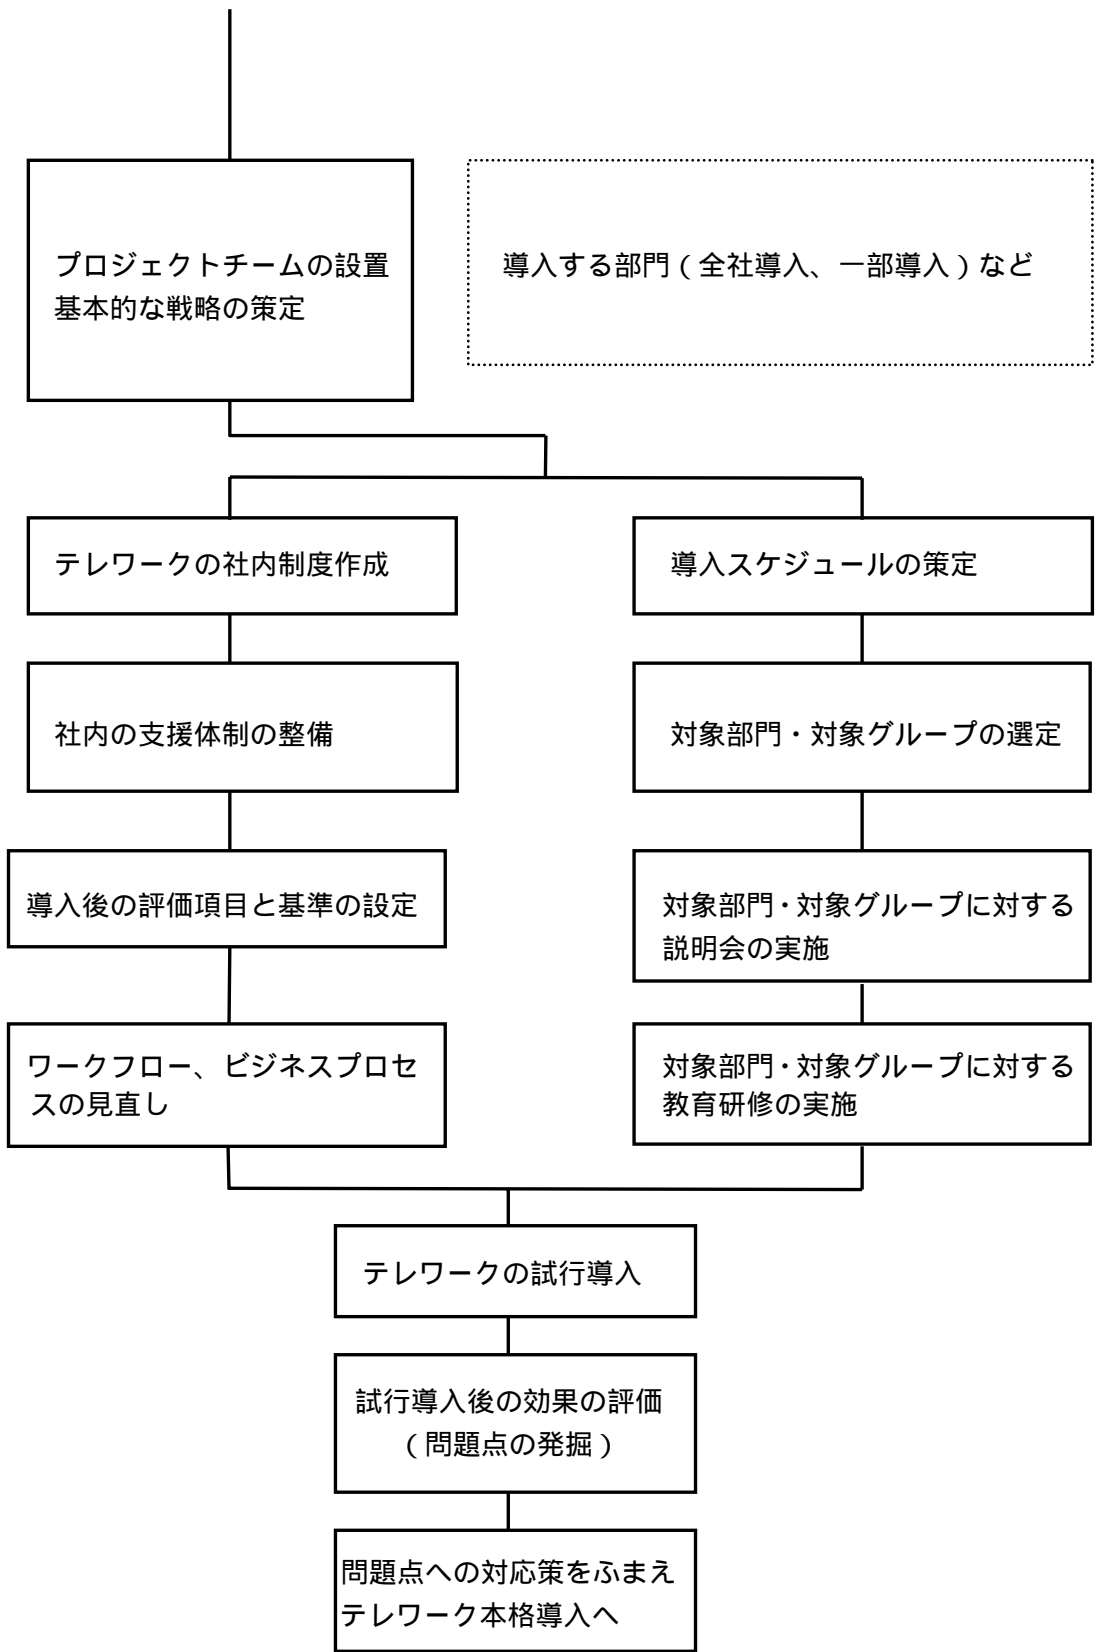 プロジェクトチームの設置
基本的な戦略の策定
導入する部門（全社導入、一部導入）など
テレワークの社内制度作成
導入スケジュールの策定
社内の支援体制の整備
対象部門・対象グループの選定
導入後の評価項目と基準の設定
対象部門・対象グループに対する
説明会の実施
ワークフロー、ビジネスプロセ
スの見直し
対象部門・対象グループに対する
教育研修の実施
テレワークの試行導入
試行導入後の効果の評価
（問題点の発掘）
問題点への対応策をふまえ
テレワーク本格導入へ